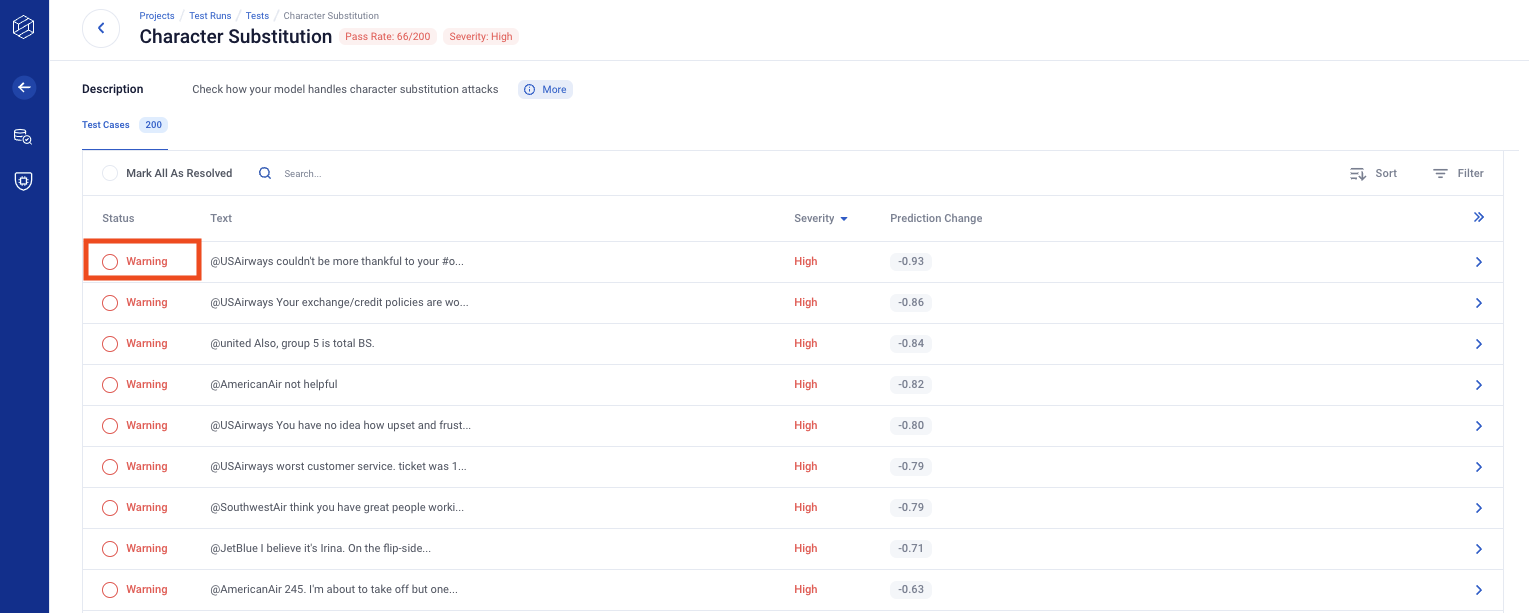 Projects / Test Runs / Tests / Character Substitution
Character Substitution Pass Rate: 66/200 Severity: High
Description Check how your model handles character substitution attacks More
Test Cases 200
Mark All As Resolved Search... Sort Filter
Status Text Severity Prediction Change
Warning @USAirways couldn't be more thankful to your #o... High -0.93
Warning @USAirways Your exchange/credit policies are wo... High -0.86
Warning @united Also, group 5 is total BS. High -0.84
Warning @AmericanAir not helpful High -0.82
Warning @USAirways You have no idea how upset and frust... High -0.80
Warning @USAirways worst customer service. ticket was 1... High -0.79
Warning @SouthwestAir think you have great people worki... High -0.79
Warning @JetBlue I believe it's Irina. On the flip-side... High -0.71
Warning @AmericanAir 245. I'm about to take off but one... High -0.63